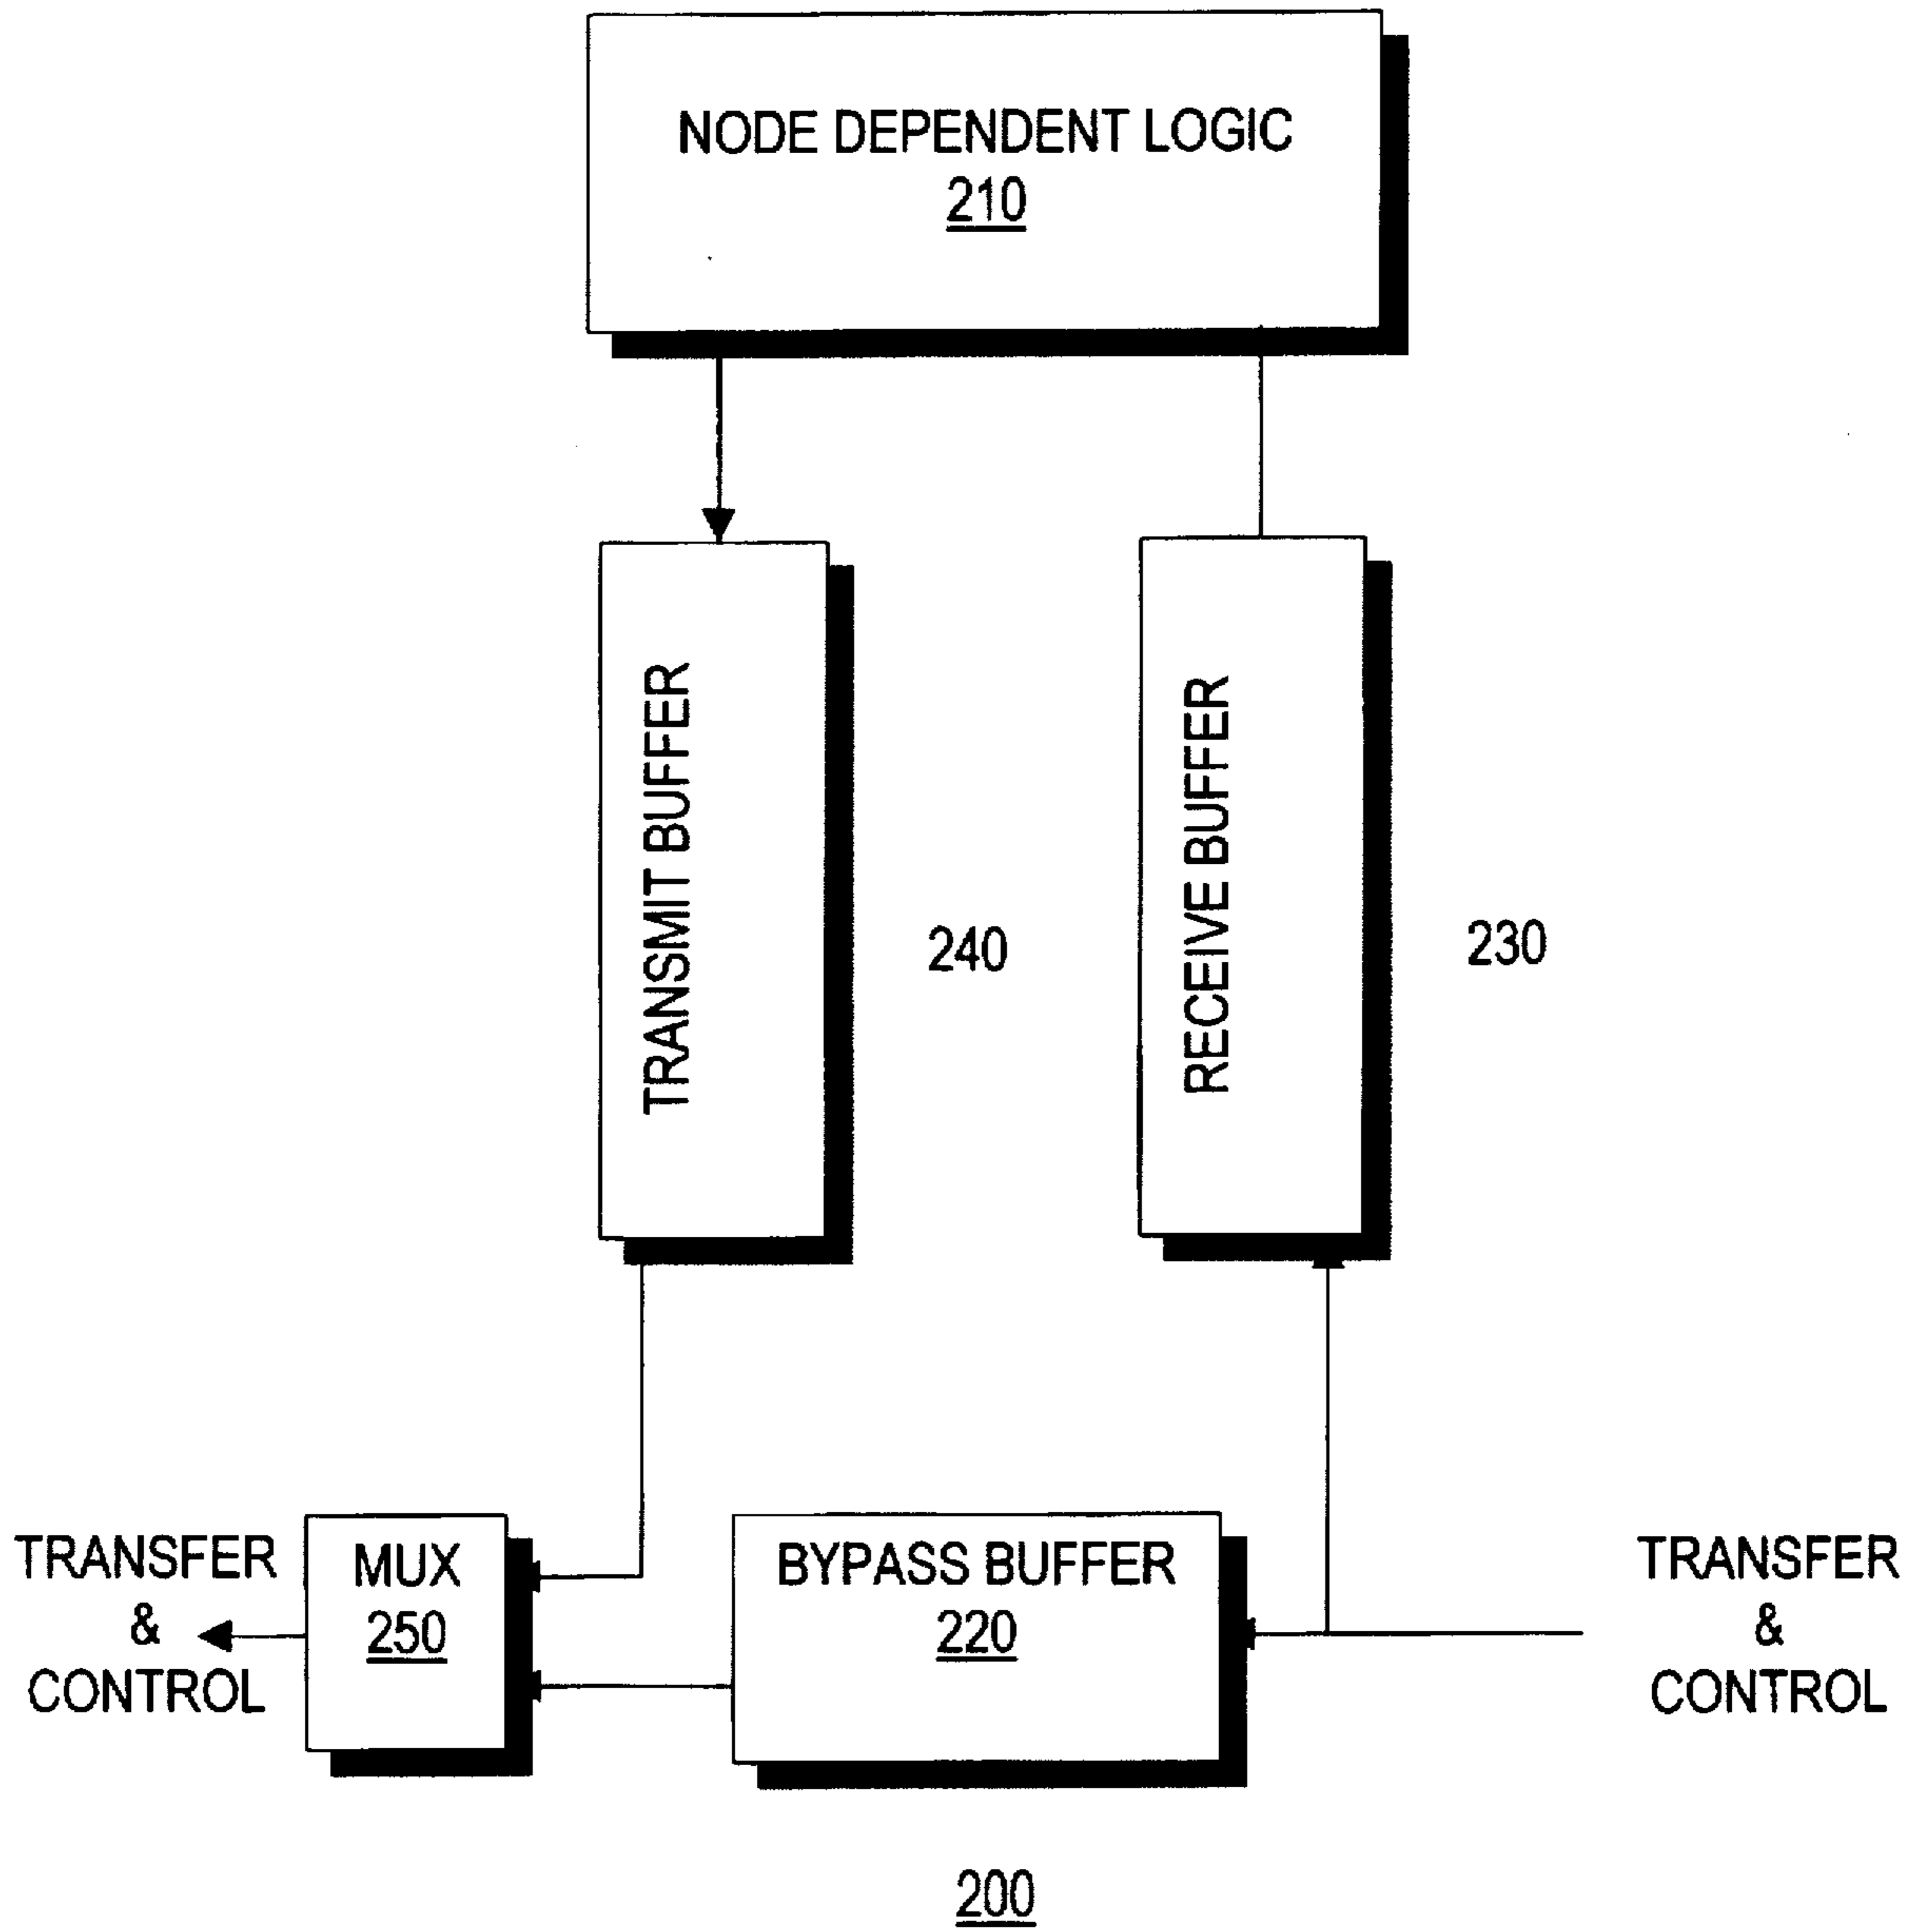 NODE DEPENDENT LOGIC
210
TRANSMIT BUFFER
240
RECEIVE BUFFER
230
TRANSFER
&
CONTROL
MUX
250
BYPASS BUFFER
220
TRANSFER
&
CONTROL
200